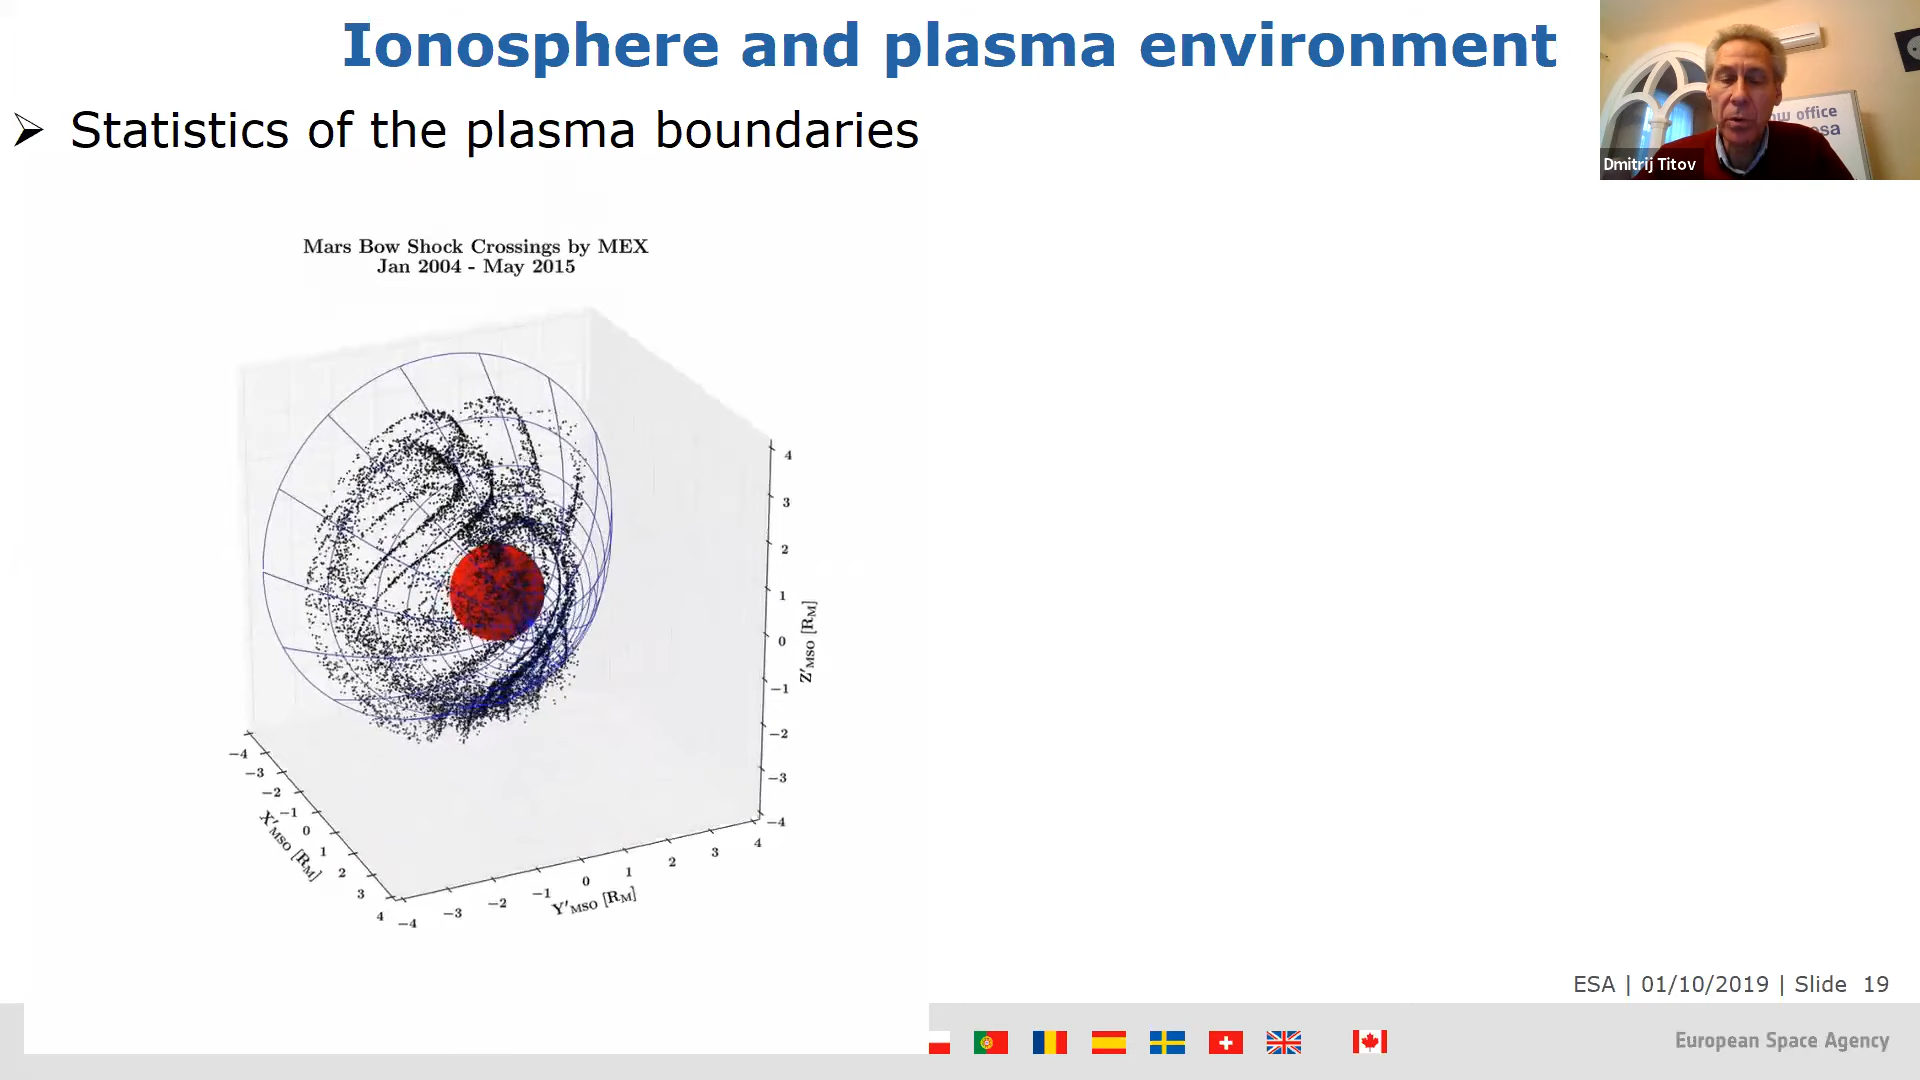 Ionosphere and plasma environment
Statistics of the plasma boundaries
ow office
esa
Dmitrij Titov
Mars Bow Shock Crossings by MEX
Jan 2004 - May 2015
4
3
2
1
0
−1
−2
−3
−4
Z′MSO [RM]
−4
−3
−2
−1
0
1
2
3
4
X′MSO [RM]
−4
−3
−2
−1
0
1
2
3
4
Y′MSO [RM]
ESA | 01/10/2019 | Slide 19
European Space Agency